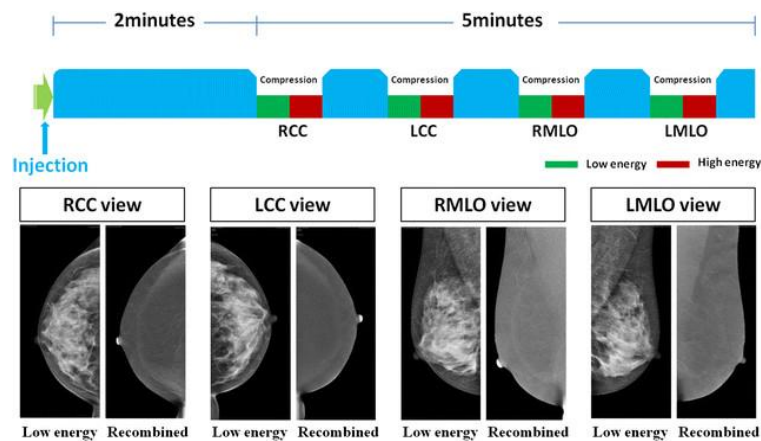 2minutes 5minutes
Compression Compression Compression Compression
RCC LCC RMLO LMLO
Injection
Low energy High energy
RCC view LCC view RMLO view LMLO view
Low energy Recombined Low energy Recombined Low energy Recombined Low energy Recombined